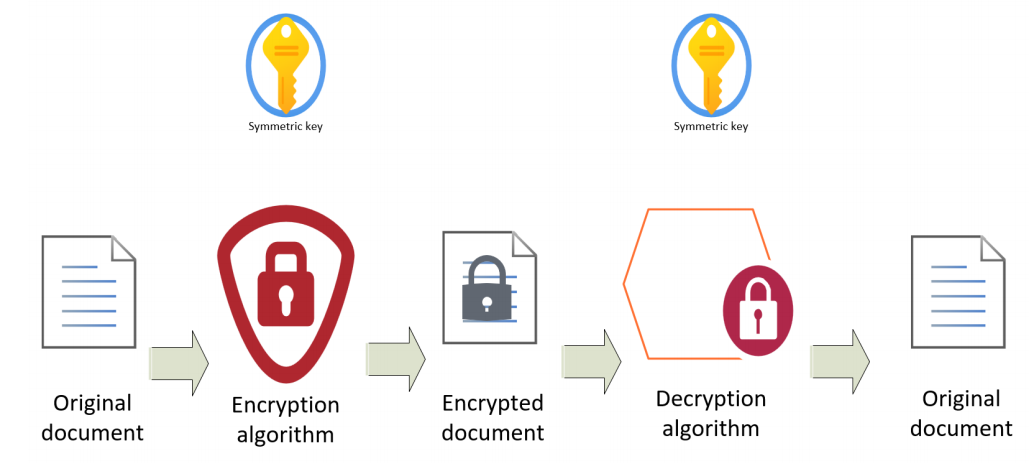 Symmetric key
Symmetric key
Original
document
Encryption
algorithm
Encrypted
document
Decryption
algorithm
Original
document